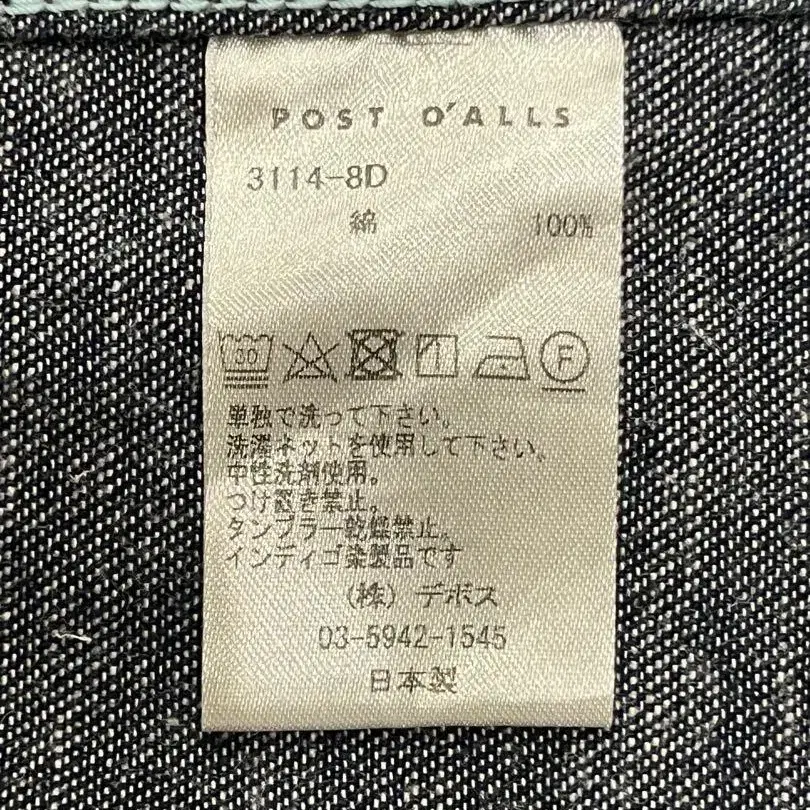 POST O'ALLS
3114-8D
綿 100%
30 F
単独で洗って下さい。
洗濯ネットを使用して下さい。
中性洗剤使用。
つけ置き禁止。
タンブラー乾燥禁止。
インディゴ染製品です
(株) デポス
03-5942-1545
日本製